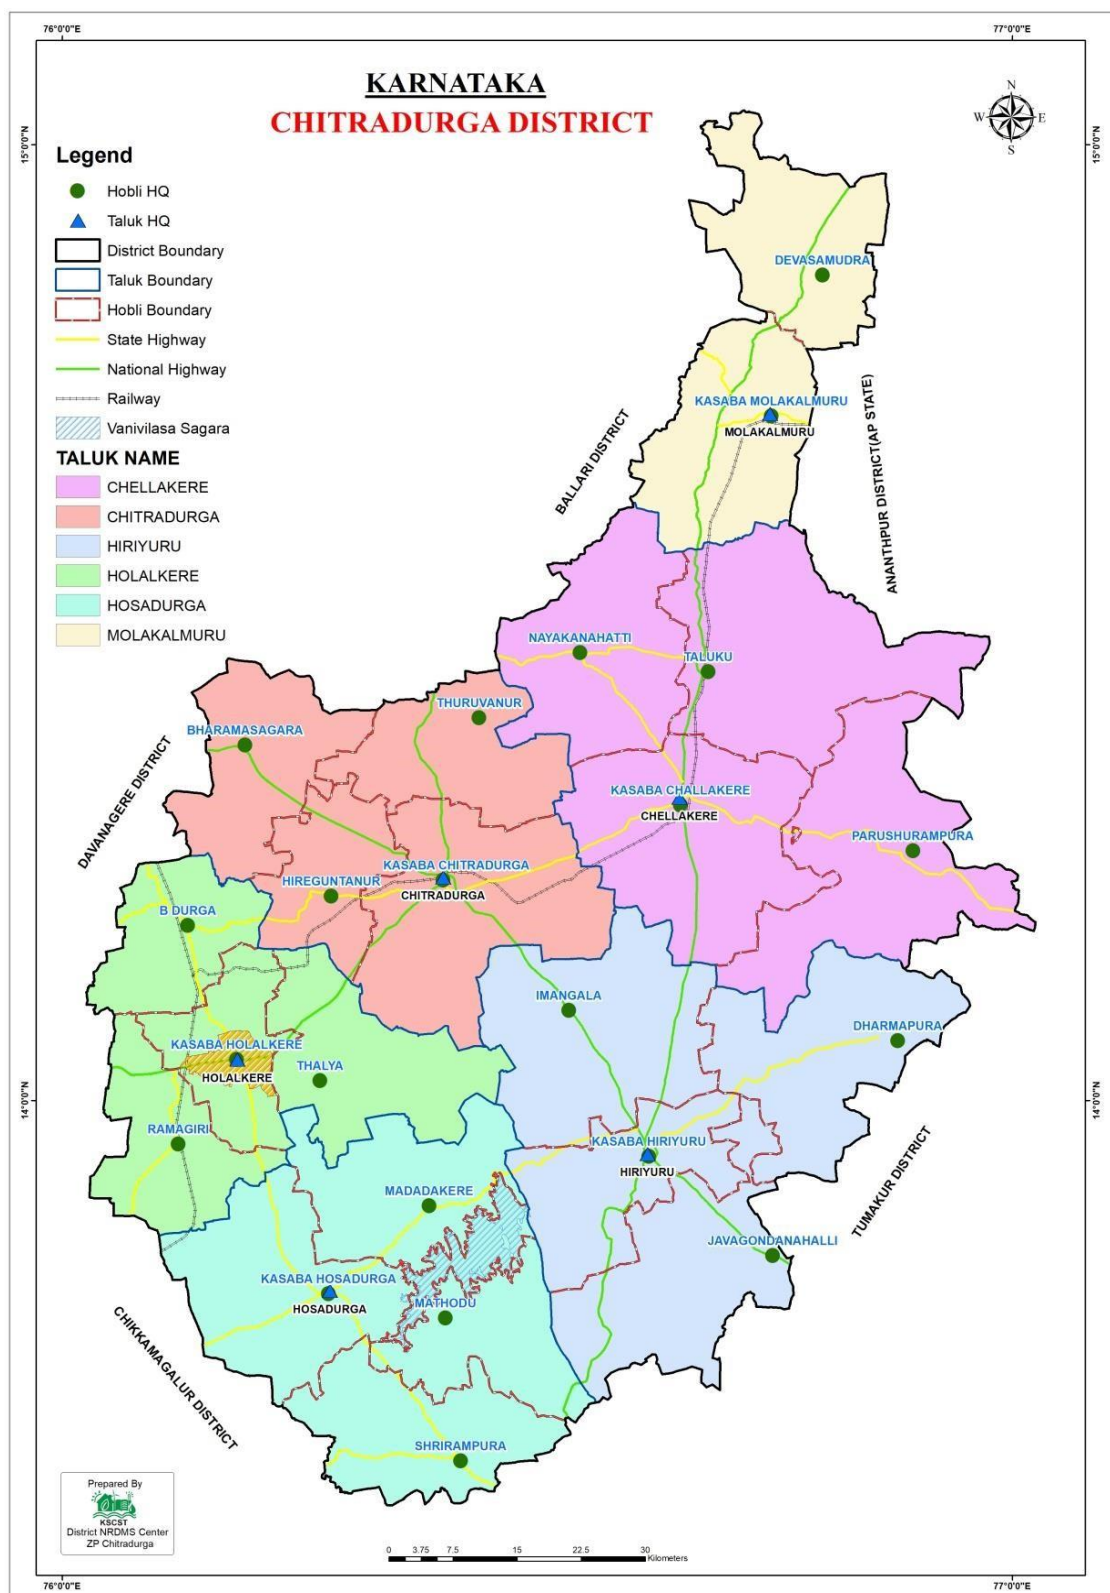 76°0'0"E
77°0'0"E
KARNATAKA
CHITRADURGA DISTRICT
N
W
E
S
15°0'0"N
15°0'0"N
Legend
Hobli HQ
Taluk HQ
District Boundary
Taluk Boundary
Hobli Boundary
State Highway
National Highway
Railway
Vanivilasa Sagara
TALUK NAME
CHELLAKERE
CHITRADURGA
HIRIYURU
HOLALKERE
HOSADURGA
MOLAKALMURU
DEVASAMUDRA
KASABA MOLAKALMURU
MOLAKALMURU
BALLARI DISTRICT
ANANTHPUR DISTRICT(AP STATE)
NAYAKANAHATTI
TALUKU
THURUVANUR
BHARAMASAGARA
DAVANAGERE DISTRICT
KASABA CHALLAKERE
CHELLAKERE
PARUSHURAMPURA
KASABA CHITRADURGA
CHITRADURGA
HIREGUNTANUR
B DURGA
IMANGALA
DHARMAPURA
KASABA HOLALKERE
HOLALKERE
THALYA
14°0'0"N
14°0'0"N
RAMAGIRI
KASABA HIRIYURU
HIRIYURU
TUMAKUR DISTRICT
MADADAKERE
JAVAGONDANAHALLI
KASABA HOSADURGA
HOSADURGA
MATHODU
CHIKKAMAGALUR DISTRICT
SHRIRAMPURA
Prepared By
KSCST
District NRDMS Center
ZP Chitradurga
0 3.75 7.5 15 22.5 30
Kilometers
76°0'0"E
77°0'0"E